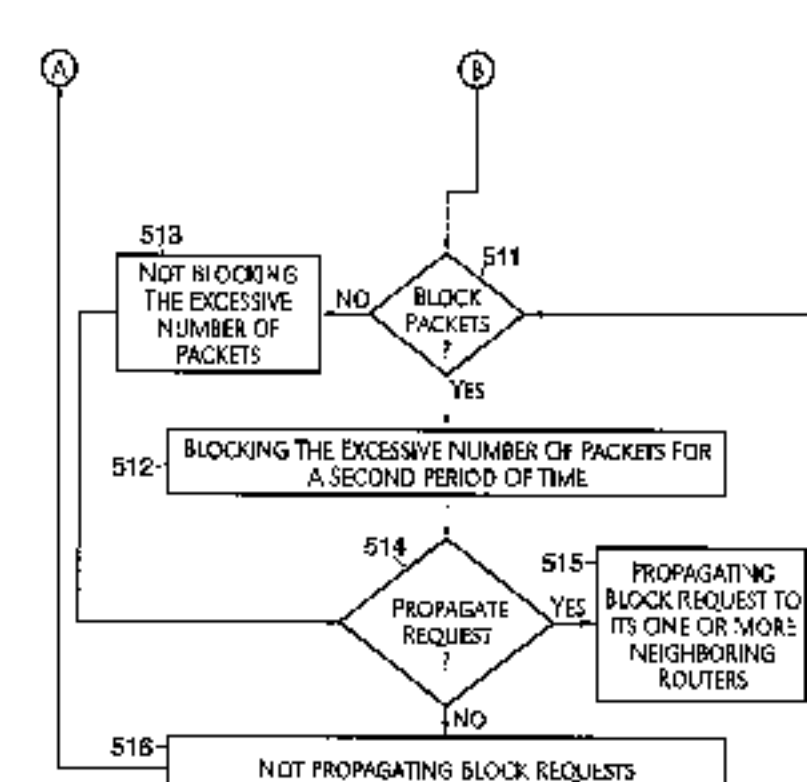 A
B
513
NOT BLOCKING
THE EXCESSIVE
NUMBER OF
PACKETS
NO
511
BLOCK
PACKETS
?
YES
512
BLOCKING THE EXCESSIVE NUMBER OF PACKETS FOR
A SECOND PERIOD OF TIME
514
PROPAGATE
REQUEST
?
YES
515
PROPAGATING
BLOCK REQUEST TO
ITS ONE OR MORE
NEIGHBORING
ROUTERS
NO
516
NOT PROPAGATING BLOCK REQUESTS